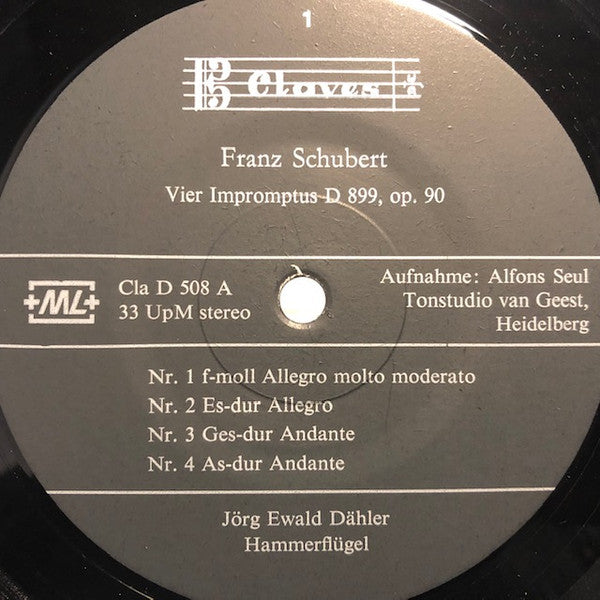 1
Claves
Franz Schubert
Vier Impromptus D 899, op. 90
+ML+
Cla D 508 A
33 UpM stereo
Aufnahme: Alfons Seul
Tonstudio van Geest,
Heidelberg
Nr. 1 f-moll Allegro molto moderato
Nr. 2 Es-dur Allegro
Nr. 3 Ges-dur Andante
Nr. 4 As-dur Andante
Jörg Ewald Dähler
Hammerflügel